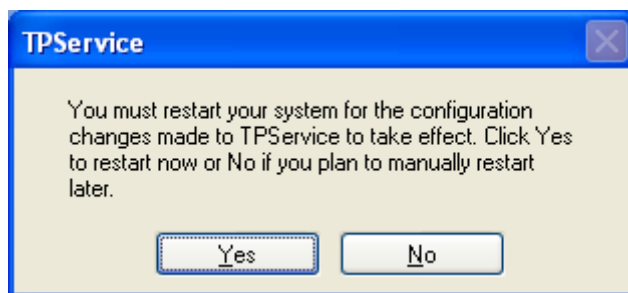 TPService
You must restart your system for the configuration
changes made to TPService to take effect. Click Yes
to restart now or No if you plan to manually restart
later.
Yes
No